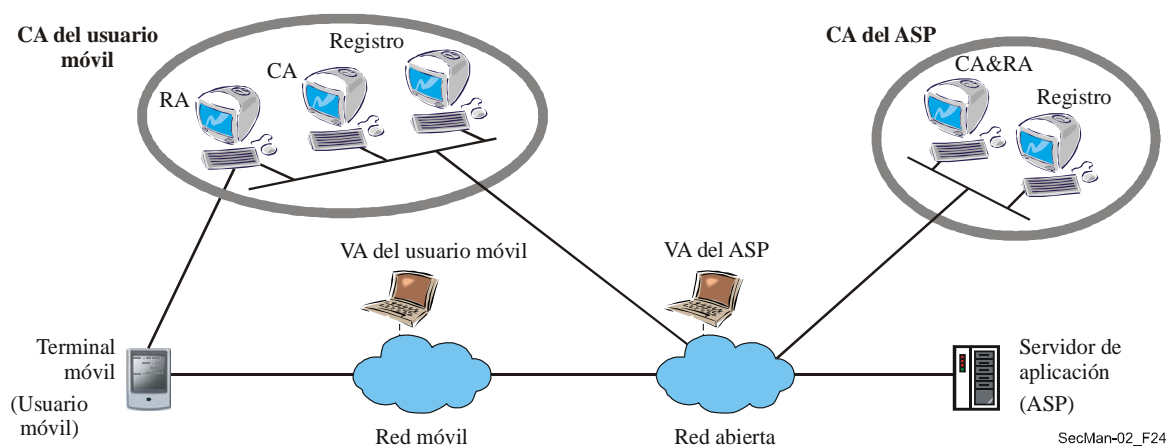 CA del usuario
móvil
Registro
CA
RA
CA del ASP
CA&RA
Registro
VA del usuario móvil
VA del ASP
Terminal
móvil
(Usuario
móvil)
Servidor de
aplicación
(ASP)
Red móvil
Red abierta
SecMan-02_F24